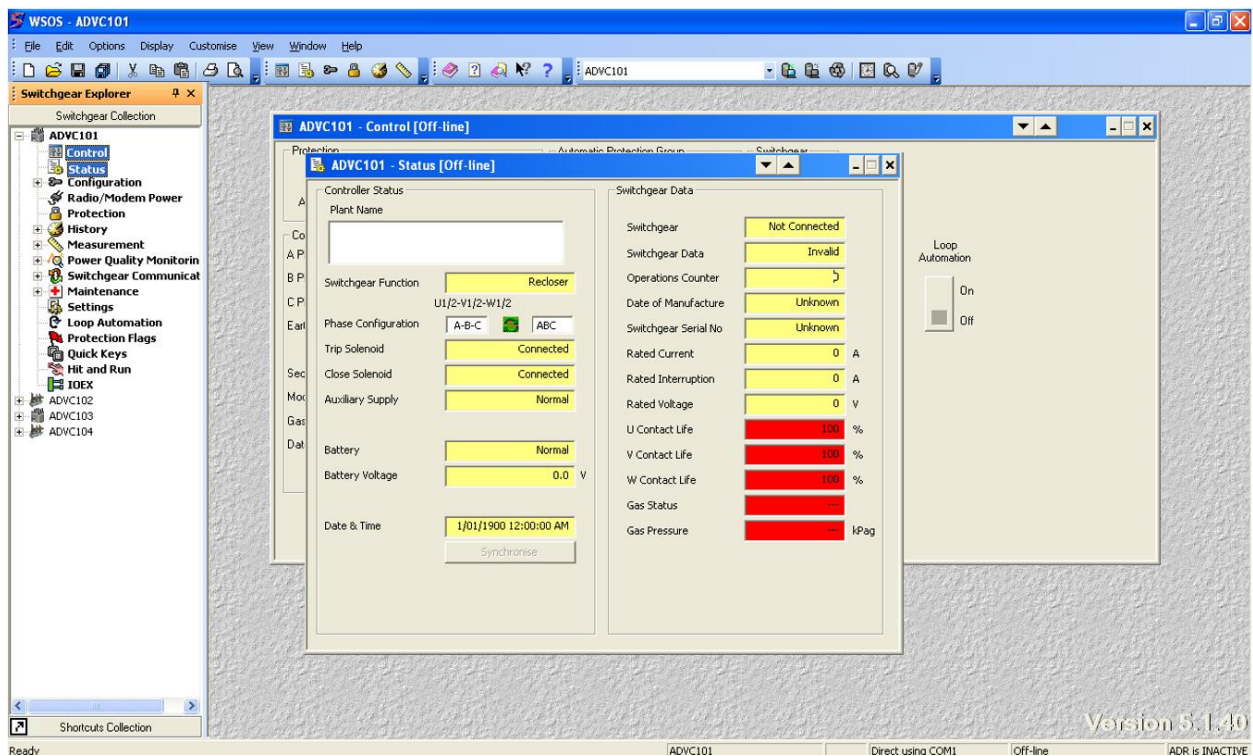 WSOS - ADVC101
File Edit Options Display Customise View Window Help
ADVC101
Switchgear Explorer
Switchgear Collection
ADVC101
Control
Status
Configuration
Radio/Modem Power
Protection
History
Measurement
Power Quality Monitorin
Switchgear Communicat
Maintenance
Settings
Loop Automation
Protection Flags
Quick Keys
Hit and Run
IOEX
ADVC102
ADVC103
ADVC104
Shortcuts Collection
ADVC101 - Control [Off-line]
Automatic Protection Group
Switchgear
A
Co
A P
B P
C P
Eart
Sec
Moc
Gas
Dat
Loop
Automation
On
Off
ADVC101 - Status [Off-line]
Controller Status
Plant Name
Switchgear Function Recloser
U1/2-V1/2-W1/2
Phase Configuration A-B-C ABC
Trip Solenoid Connected
Close Solenoid Connected
Auxiliary Supply Normal
Battery Normal
Battery Voltage 0.0 V
Date & Time 1/01/1900 12:00:00 AM
Synchronise
Switchgear Data
Switchgear Not Connected
Switchgear Data Invalid
Operations Counter
Date of Manufacture Unknown
Switchgear Serial No Unknown
Rated Current 0 A
Rated Interruption 0 A
Rated Voltage 0 V
U Contact Life 100 %
V Contact Life 100 %
W Contact Life 100 %
Gas Status ---
Gas Pressure --- kPag
Version 5.1.40
Ready ADVC101 Direct using COM1 Off-line ADR is INACTIVE